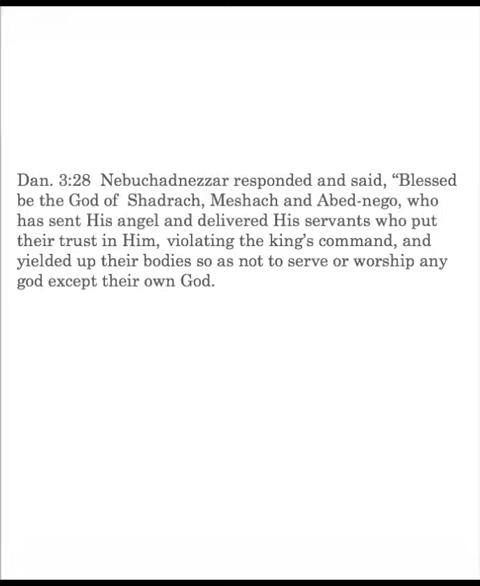 Dan. 3:28  Nebuchadnezzar responded and said, “Blessed
be the God of  Shadrach, Meshach and Abed-nego, who
has sent His angel and delivered His servants who put
their trust in Him,  violating the king’s command, and
yielded up their bodies so as not to serve or worship any
god except their own God.